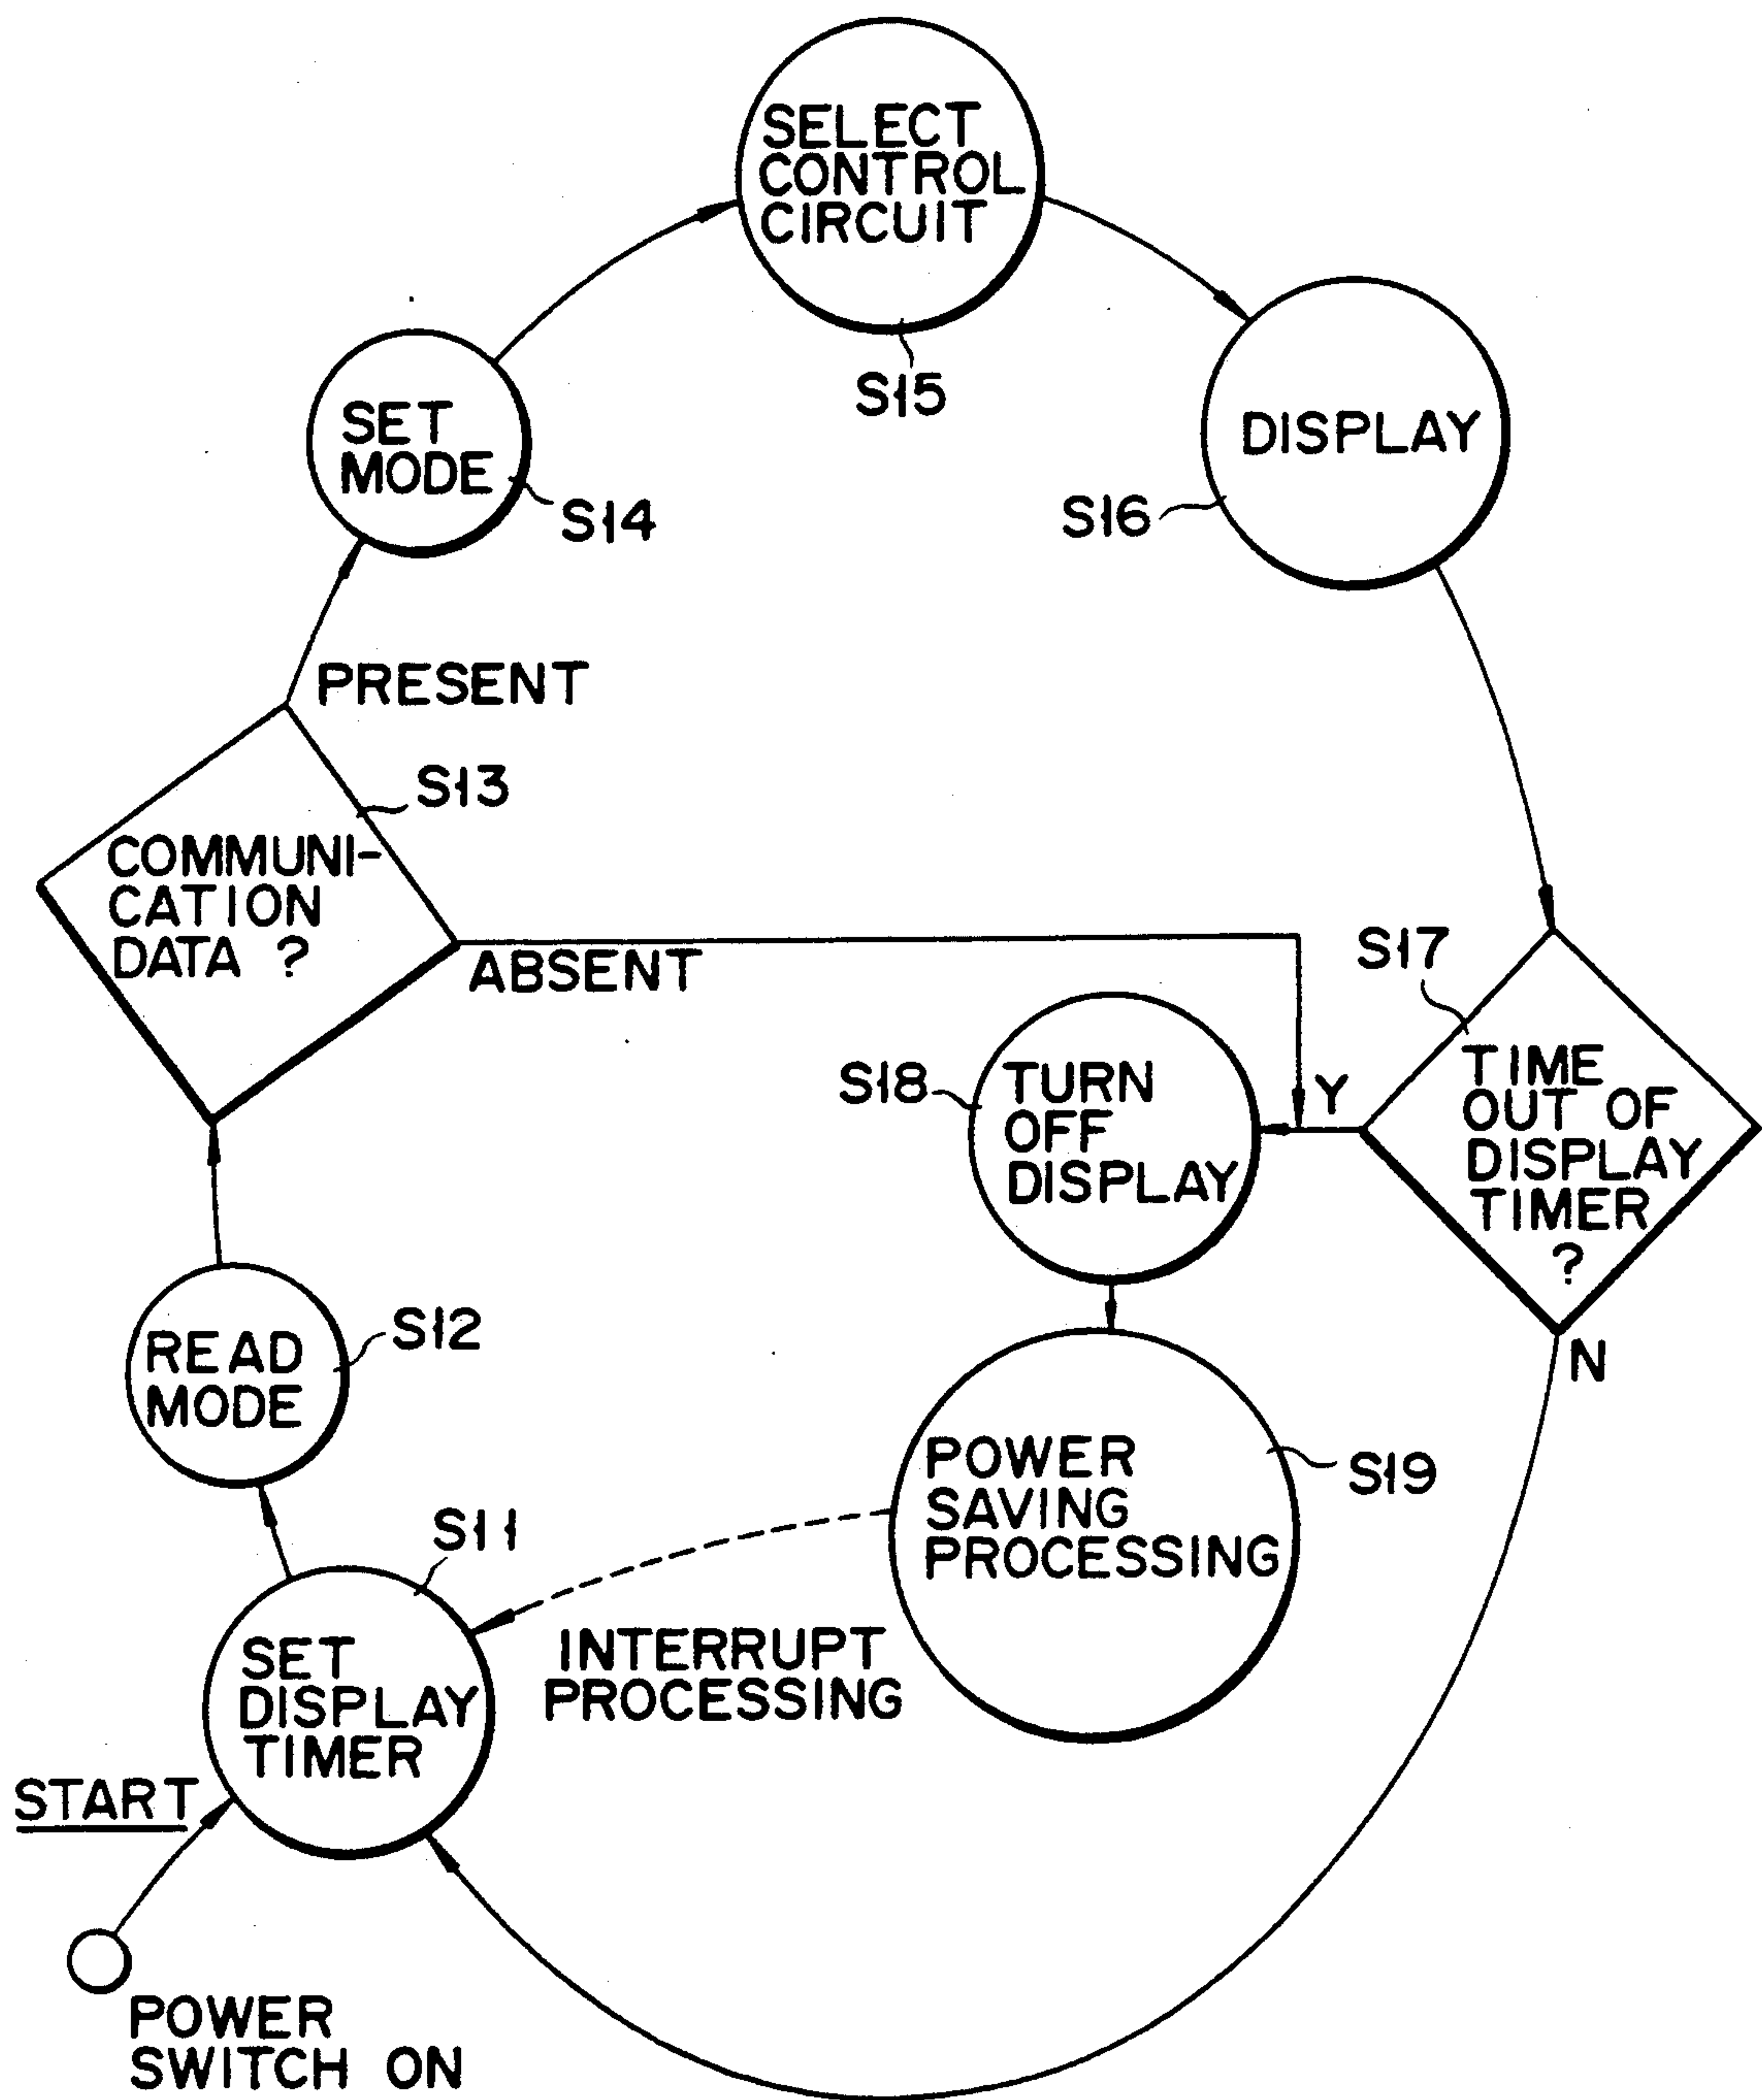 SELECT
CONTROL
CIRCUIT
S15
SET
MODE
S14
DISPLAY
S16
PRESENT
S13
COMMUNI-
CATION
DATA ?
ABSENT
S17
TIME
OUT OF
DISPLAY
TIMER
?
Y
N
S18
TURN
OFF
DISPLAY
READ
MODE
S12
POWER
SAVING
PROCESSING
S19
S11
SET
DISPLAY
TIMER
INTERRUPT
PROCESSING
START
POWER
SWITCH ON